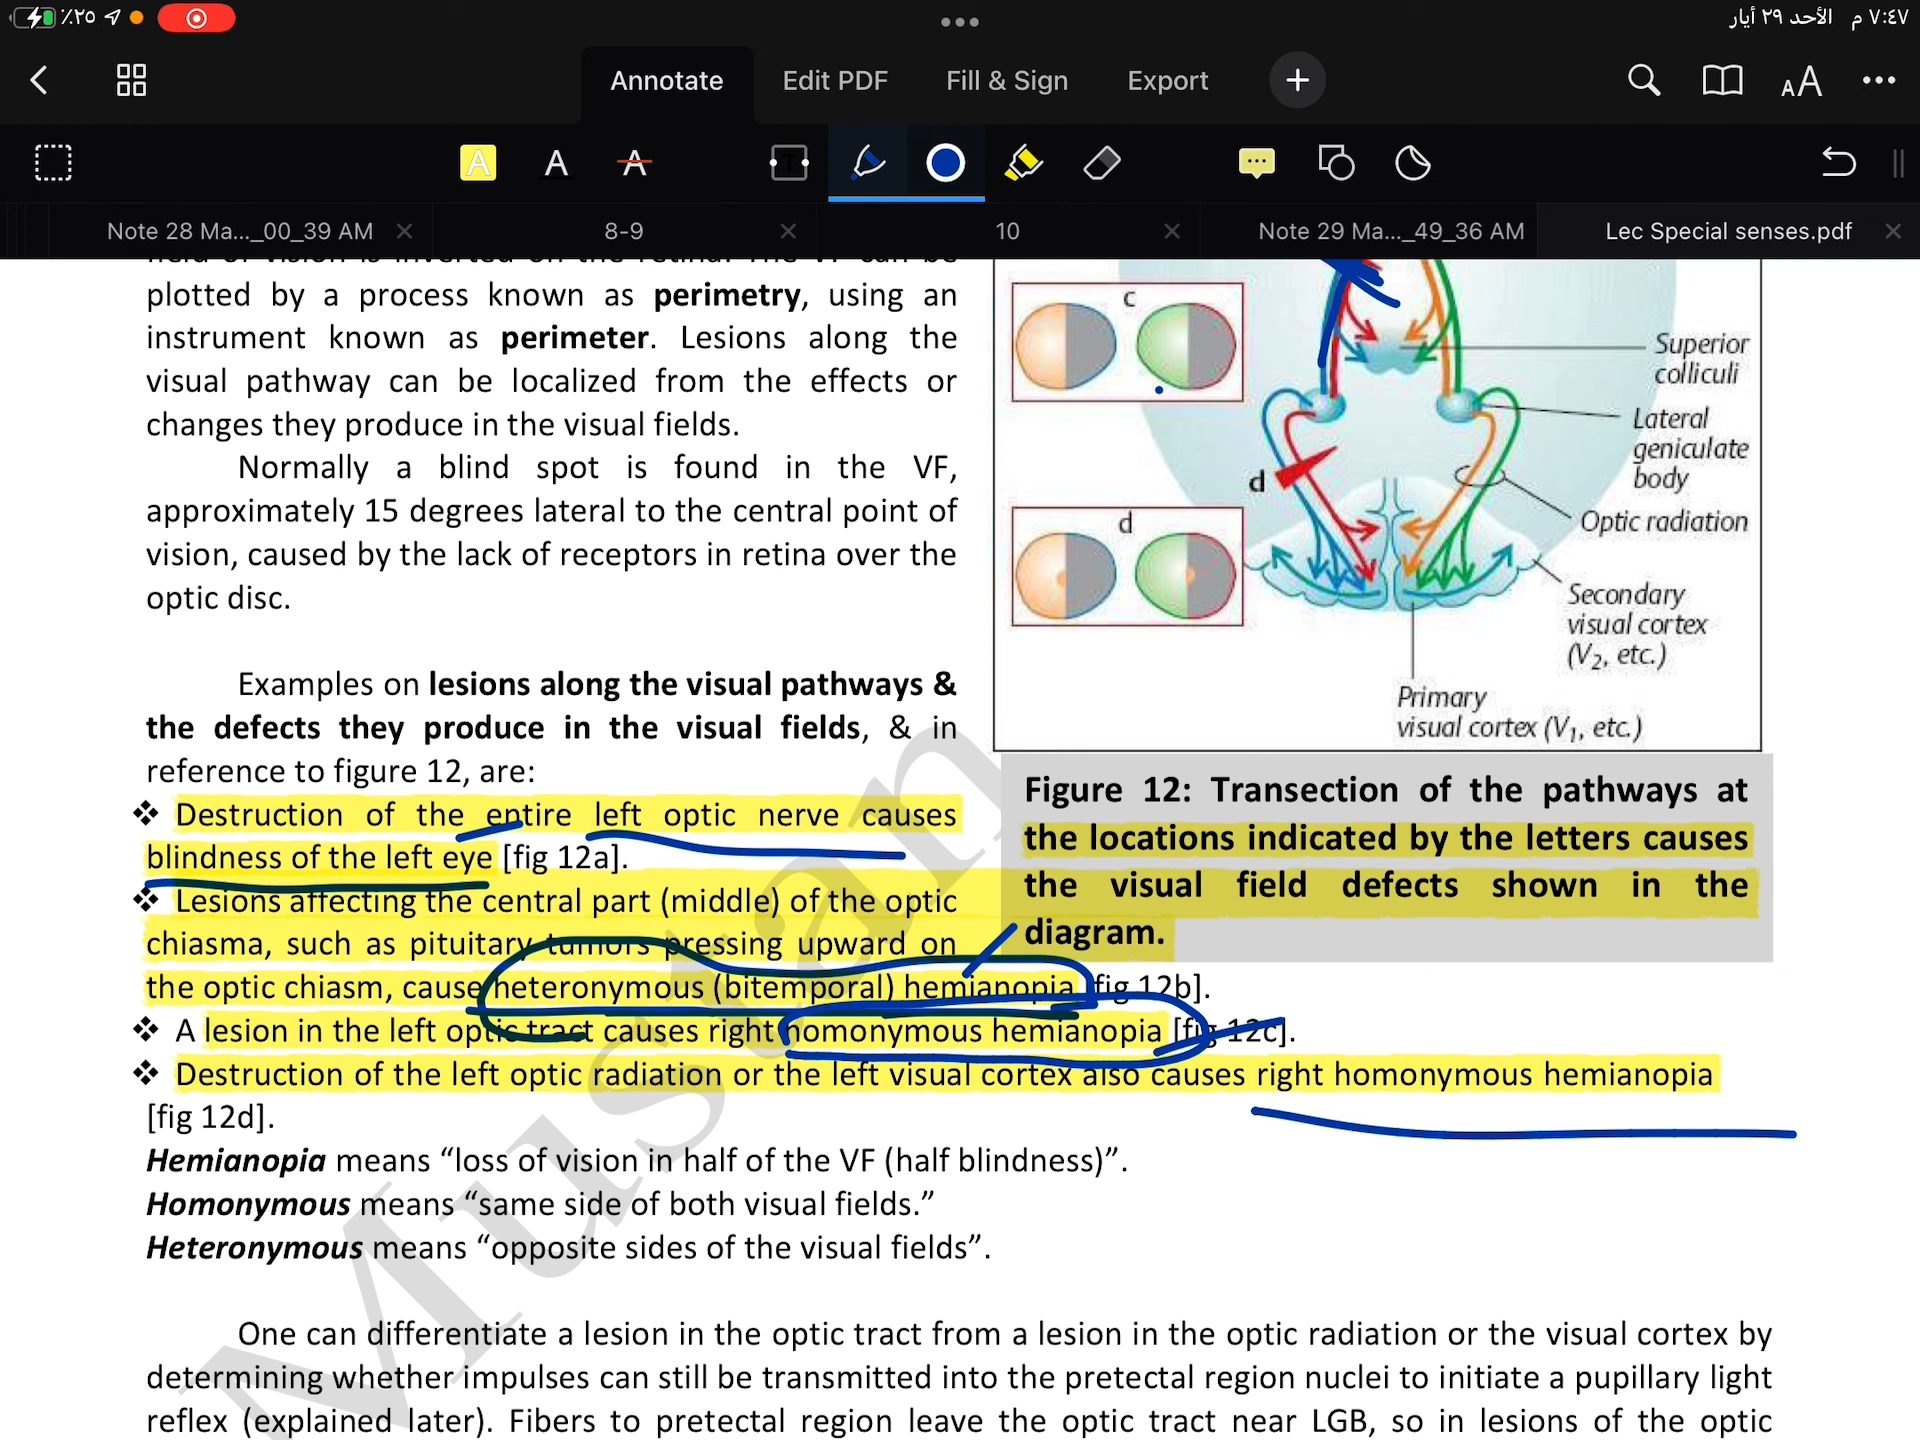 ٪٢٥
٧:٤٧ م الأحد ٢٩ أيار
Annotate
Edit PDF
Fill & Sign
Export
AA
A
A
A
T
Note 28 Ma..._00_39 AM
8-9
10
Note 29 Ma..._49_36 AM
Lec Special senses.pdf
field of vision is inverted on the retina. The VF can be
plotted by a process known as perimetry, using an
instrument known as perimeter. Lesions along the
visual pathway can be localized from the effects or
changes they produce in the visual fields.
Normally a blind spot is found in the VF,
approximately 15 degrees lateral to the central point of
vision, caused by the lack of receptors in retina over the
optic disc.
Examples on lesions along the visual pathways &
the defects they produce in the visual fields, & in
reference to figure 12, are:
❖ Destruction of the entire left optic nerve causes
blindness of the left eye [fig 12a].
❖ Lesions affecting the central part (middle) of the optic
chiasma, such as pituitary tumors pressing upward on
the optic chiasm, cause heteronymous (bitemporal) hemianopia [fig 12b].
❖ A lesion in the left optic tract causes right homonymous hemianopia [fig 12c].
❖ Destruction of the left optic radiation or the left visual cortex also causes right homonymous hemianopia
[fig 12d].
Hemianopia means “loss of vision in half of the VF (half blindness)”.
Homonymous means “same side of both visual fields.”
Heteronymous means “opposite sides of the visual fields”.
One can differentiate a lesion in the optic tract from a lesion in the optic radiation or the visual cortex by
determining whether impulses can still be transmitted into the pretectal region nuclei to initiate a pupillary light
reflex (explained later). Fibers to pretectal region leave the optic tract near LGB, so in lesions of the optic
c
d
d
Superior
colliculi
Lateral
geniculate
body
Optic radiation
Secondary
visual cortex
(V2, etc.)
Primary
visual cortex (V1, etc.)
Figure 12: Transection of the pathways at
the locations indicated by the letters causes
the visual field defects shown in the
diagram.
Mustan